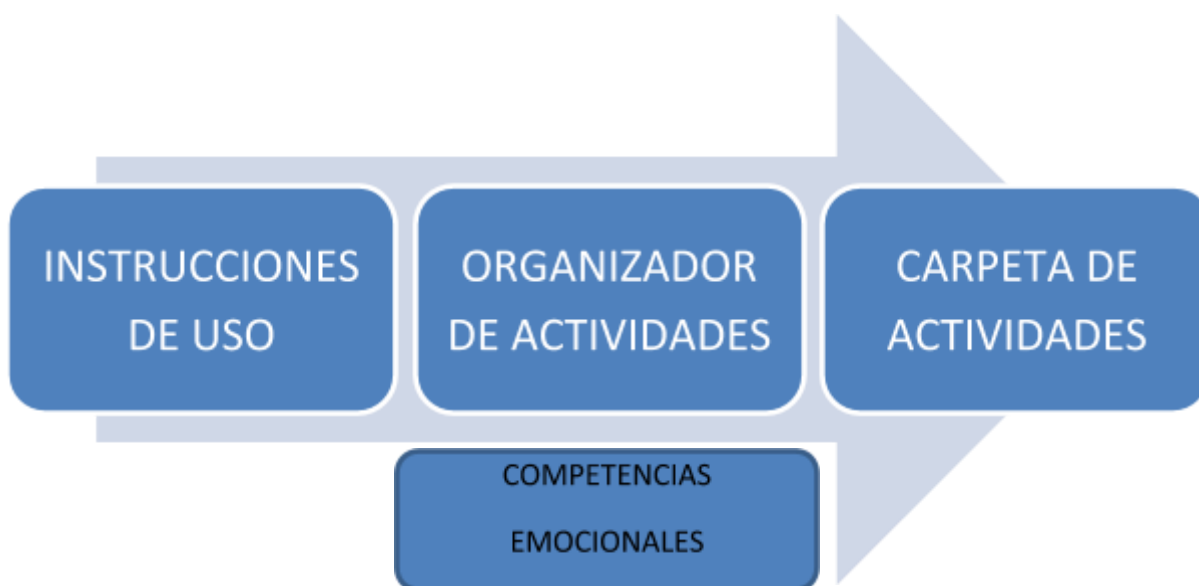 INSTRUCCIONES
DE USO
ORGANIZADOR
DE ACTIVIDADES
CARPETA DE
ACTIVIDADES
COMPETENCIAS
EMOCIONALES